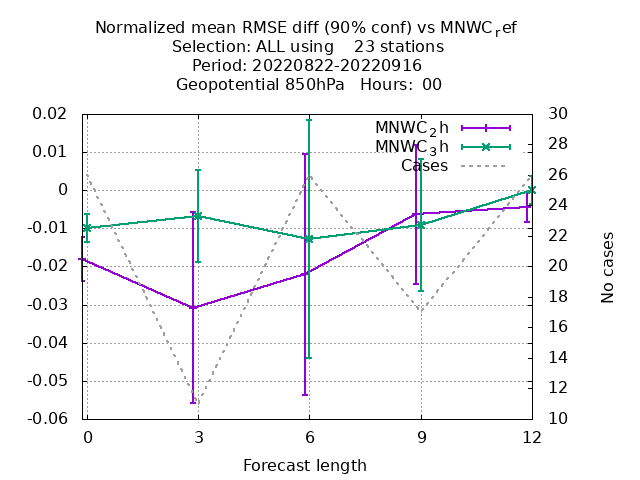 Normalized mean RMSE diff (90% conf) vs MNWCref
Selection: ALL using    23 stations
Period: 20220822-20220916
Geopotential 850hPa   Hours:  00
0.02
0.01
0
-0.01
-0.02
-0.03
-0.04
-0.05
-0.06
MNWC2h
MNWC3h
Cases
30
28
26
24
22
20
18
16
14
12
10
No cases
0 3 6 9 12
Forecast length